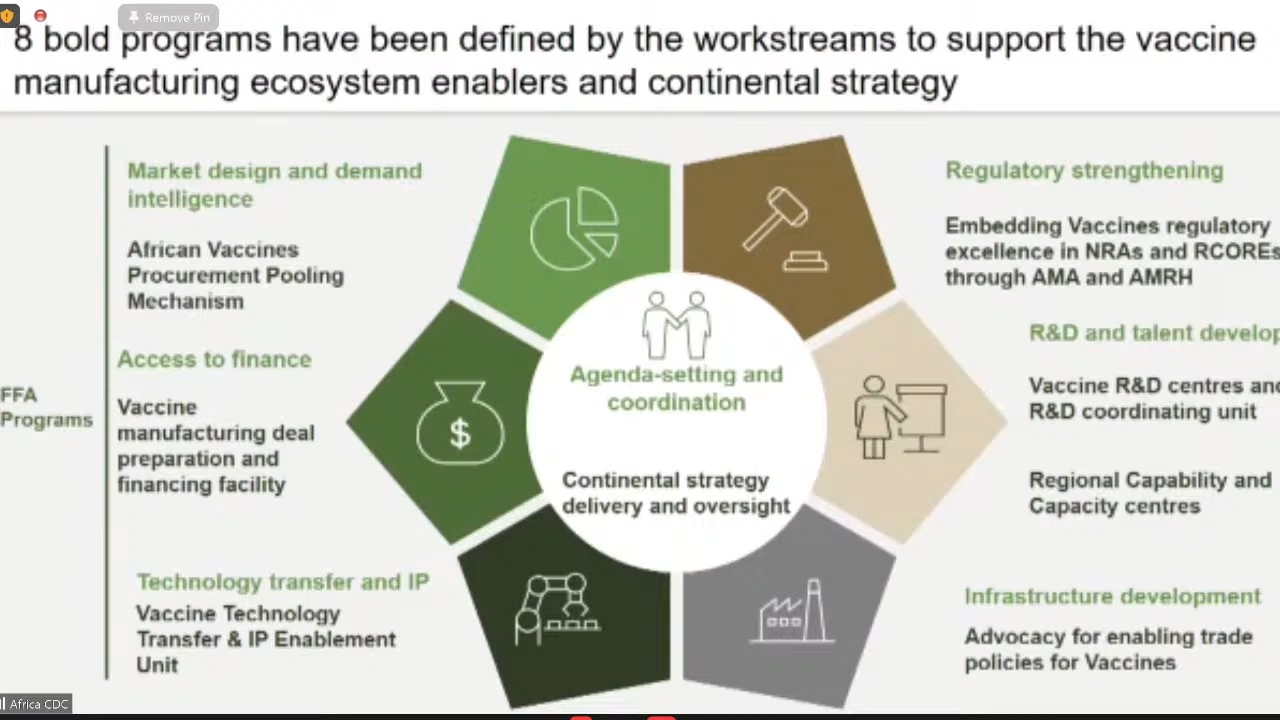 Remove Pin
8 bold programs have been defined by the workstreams to support the vaccine
manufacturing ecosystem enablers and continental strategy
FFA
Programs
Market design and demand
intelligence
African Vaccines
Procurement Pooling
Mechanism
Access to finance
Vaccine
manufacturing deal
preparation and
financing facility
$
Technology transfer and IP
Vaccine Technology
Transfer & IP Enablement
Unit
Agenda-setting and
coordination
Continental strategy
delivery and oversight
Regulatory strengthening
Embedding Vaccines regulatory
excellence in NRAs and RCOREs
through AMA and AMRH
R&D and talent develop
Vaccine R&D centres and
R&D coordinating unit
Regional Capability and
Capacity centres
Infrastructure development
Advocacy for enabling trade
policies for Vaccines
Africa CDC